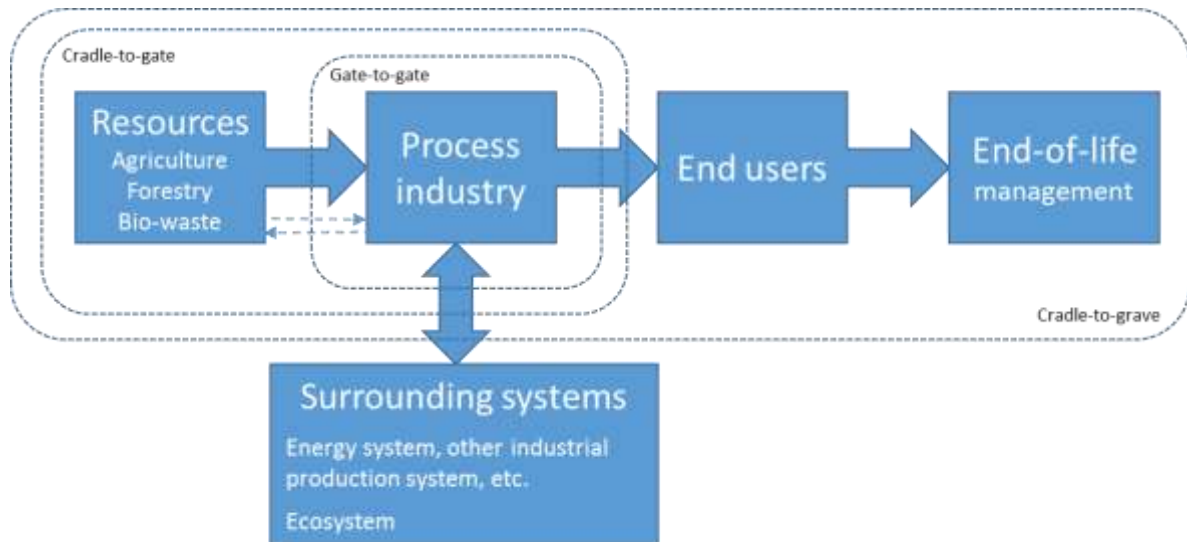 Cradle-to-gate
Gate-to-gate
Resources
Agriculture
Forestry
Bio-waste
Process
industry
End users
End-of-life
management
Cradle-to-grave
Surrounding systems
Energy system, other industrial
production system, etc.
Ecosystem